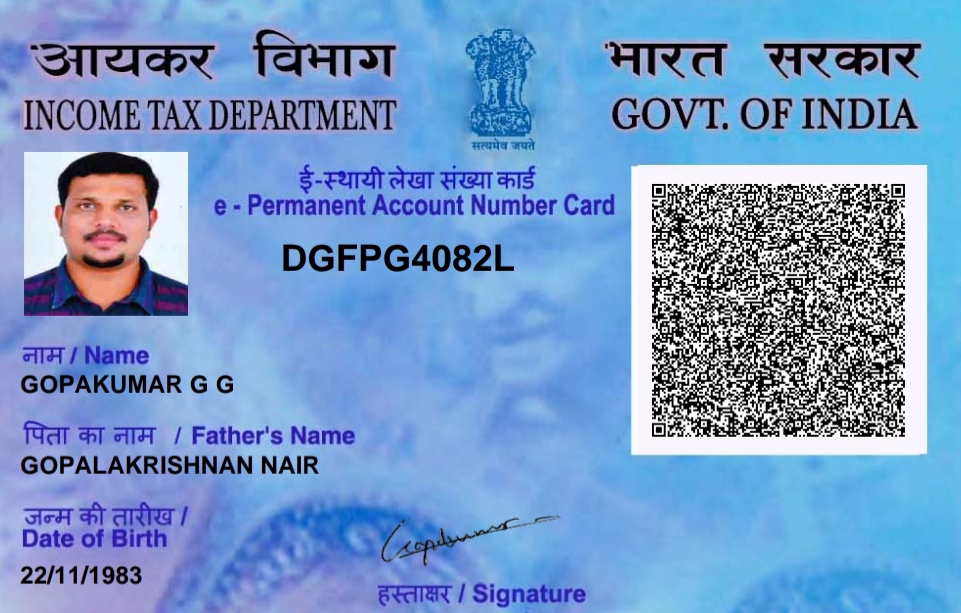 आयकर विभाग
INCOME TAX DEPARTMENT
सत्यमेव जयते
भारत सरकार
GOVT. OF INDIA
ई-स्थायी लेखा संख्या कार्ड
e - Permanent Account Number Card
DGFPG4082L
नाम / Name
GOPAKUMAR G G
पिता का नाम / Father's Name
GOPALAKRISHNAN NAIR
जन्म की तारीख /
Date of Birth
22/11/1983
Gopakumar
हस्ताक्षर / Signature